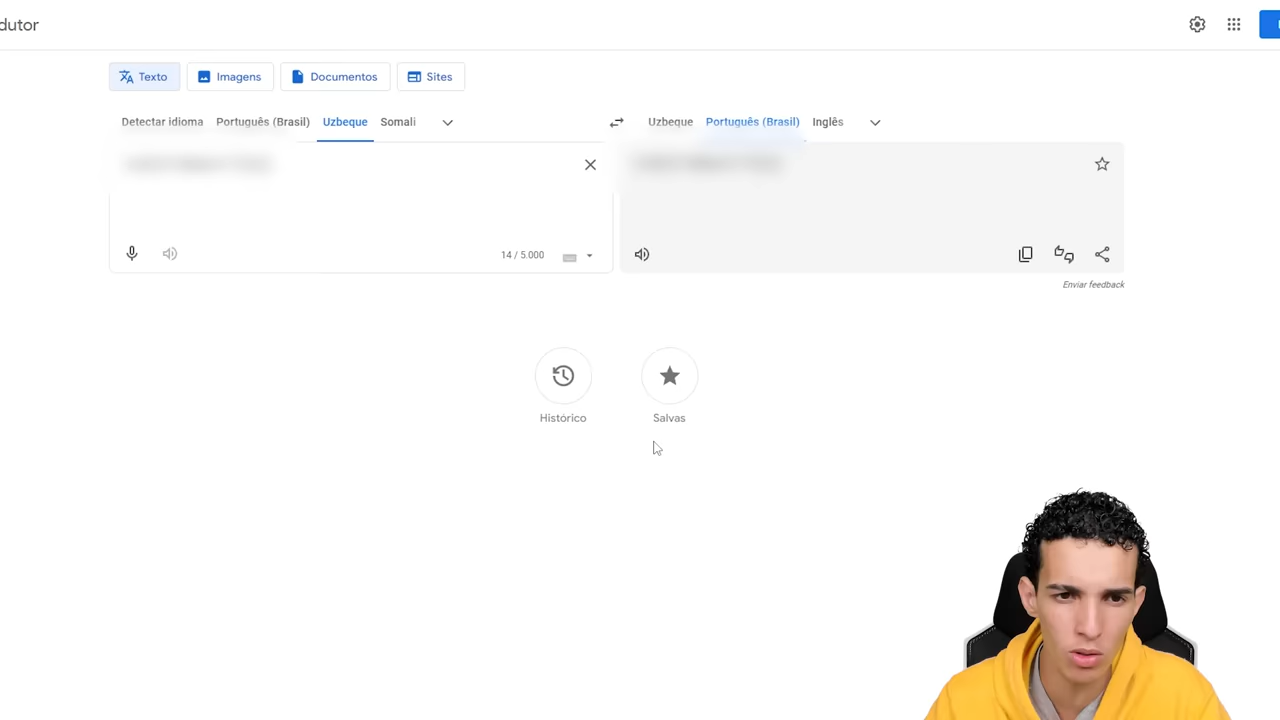 dutor
Texto
Imagens
Documentos
Sites
Detectar idioma
Português (Brasil)
Uzbeque
Somali
Uzbeque
Português (Brasil)
Inglês
14 / 5.000
Enviar feedback
Histórico
Salvas